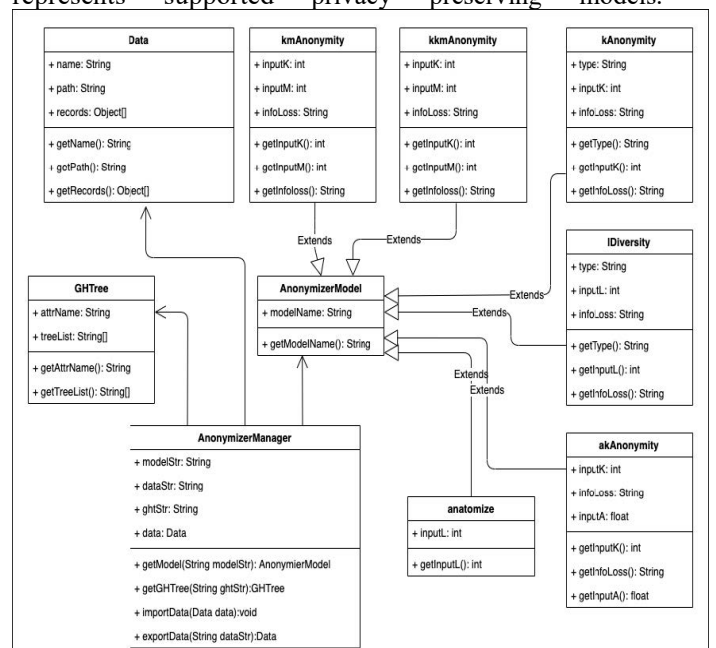 represents supported privacy preserving models.
Data
+ name: String
+ path: String
+ records: Object[]
+ getName(): String
+ gotPath(): String
+ getRecords(): Object[]
kmAnonymity
+ inputK: int
+ inputM: int
+ infoLoss: String
+ getInputK(): int
+ gotInputM(): int
+ getInfoloss(): String
kkmAnonymity
+ inputK: int
+ inputM: int
+ infoLoss: String
+ getInputK(): int
+ gotInputM(): int
+ getInfoloss(): String
kAnonymity
+ type: String
+ inputK: int
+ infoLoss: String
+ getType(): String
+ getInputK(): int
+ getInfoLoss(): String
Extends
Extends
Extends
Extends
Extends
Extends
lDiversity
+ type: String
+ inputL: int
+ infoLoss: String
+ getType(): String
+ getInputL(): int
+ getInfoLoss(): String
GHTree
+ attrName: String
+ treeList: String[]
+ getAttrName(): String
+ getTreeList(): String[]
AnonymizerModel
+ modelName: String
+ getModelName(): String
AnonymizerManager
+ modelStr: String
+ dataStr: String
+ ghtStr: String
+ data: Data
+ getModel(String modelStr): AnonymierModel
+ getGHTree(String ghtStr):GHTree
+ importData(Data data):void
+ exportData(String dataStr):Data
anatomize
+ inputL: int
+ getInputL(): int
akAnonymity
+ inputK: int
+ infoLoss: String
+ inputA: float
+ getInputK(): int
+ getInfoLoss(): String
+ getInputA(): float